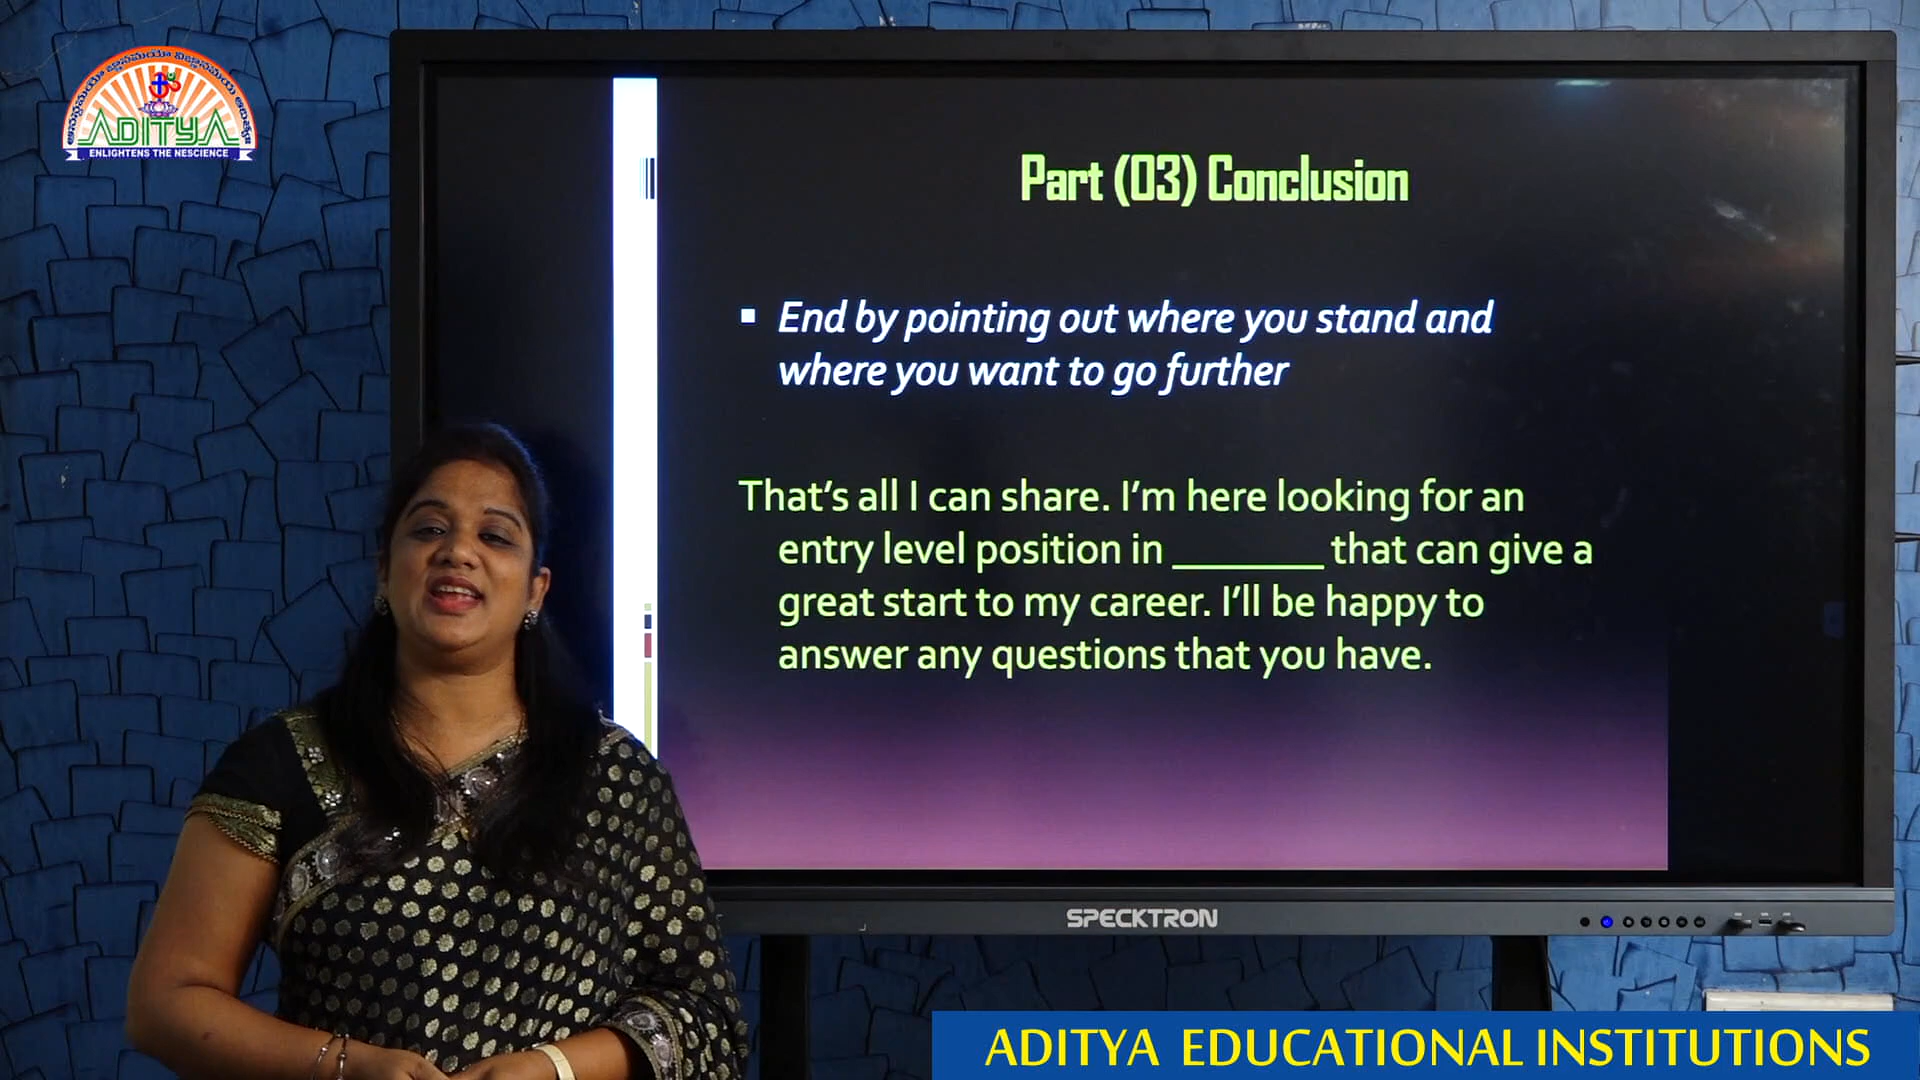 ADITYA
ENLIGHTENS THE NESCIENCE
Part (03) Conclusion
End by pointing out where you stand and
where you want to go further
That's all I can share. I'm here looking for an
entry level position in ________ that can give a
great start to my career. I'll be happy to
answer any questions that you have.
SPECKTRON
ADITYA EDUCATIONAL INSTITUTIONS